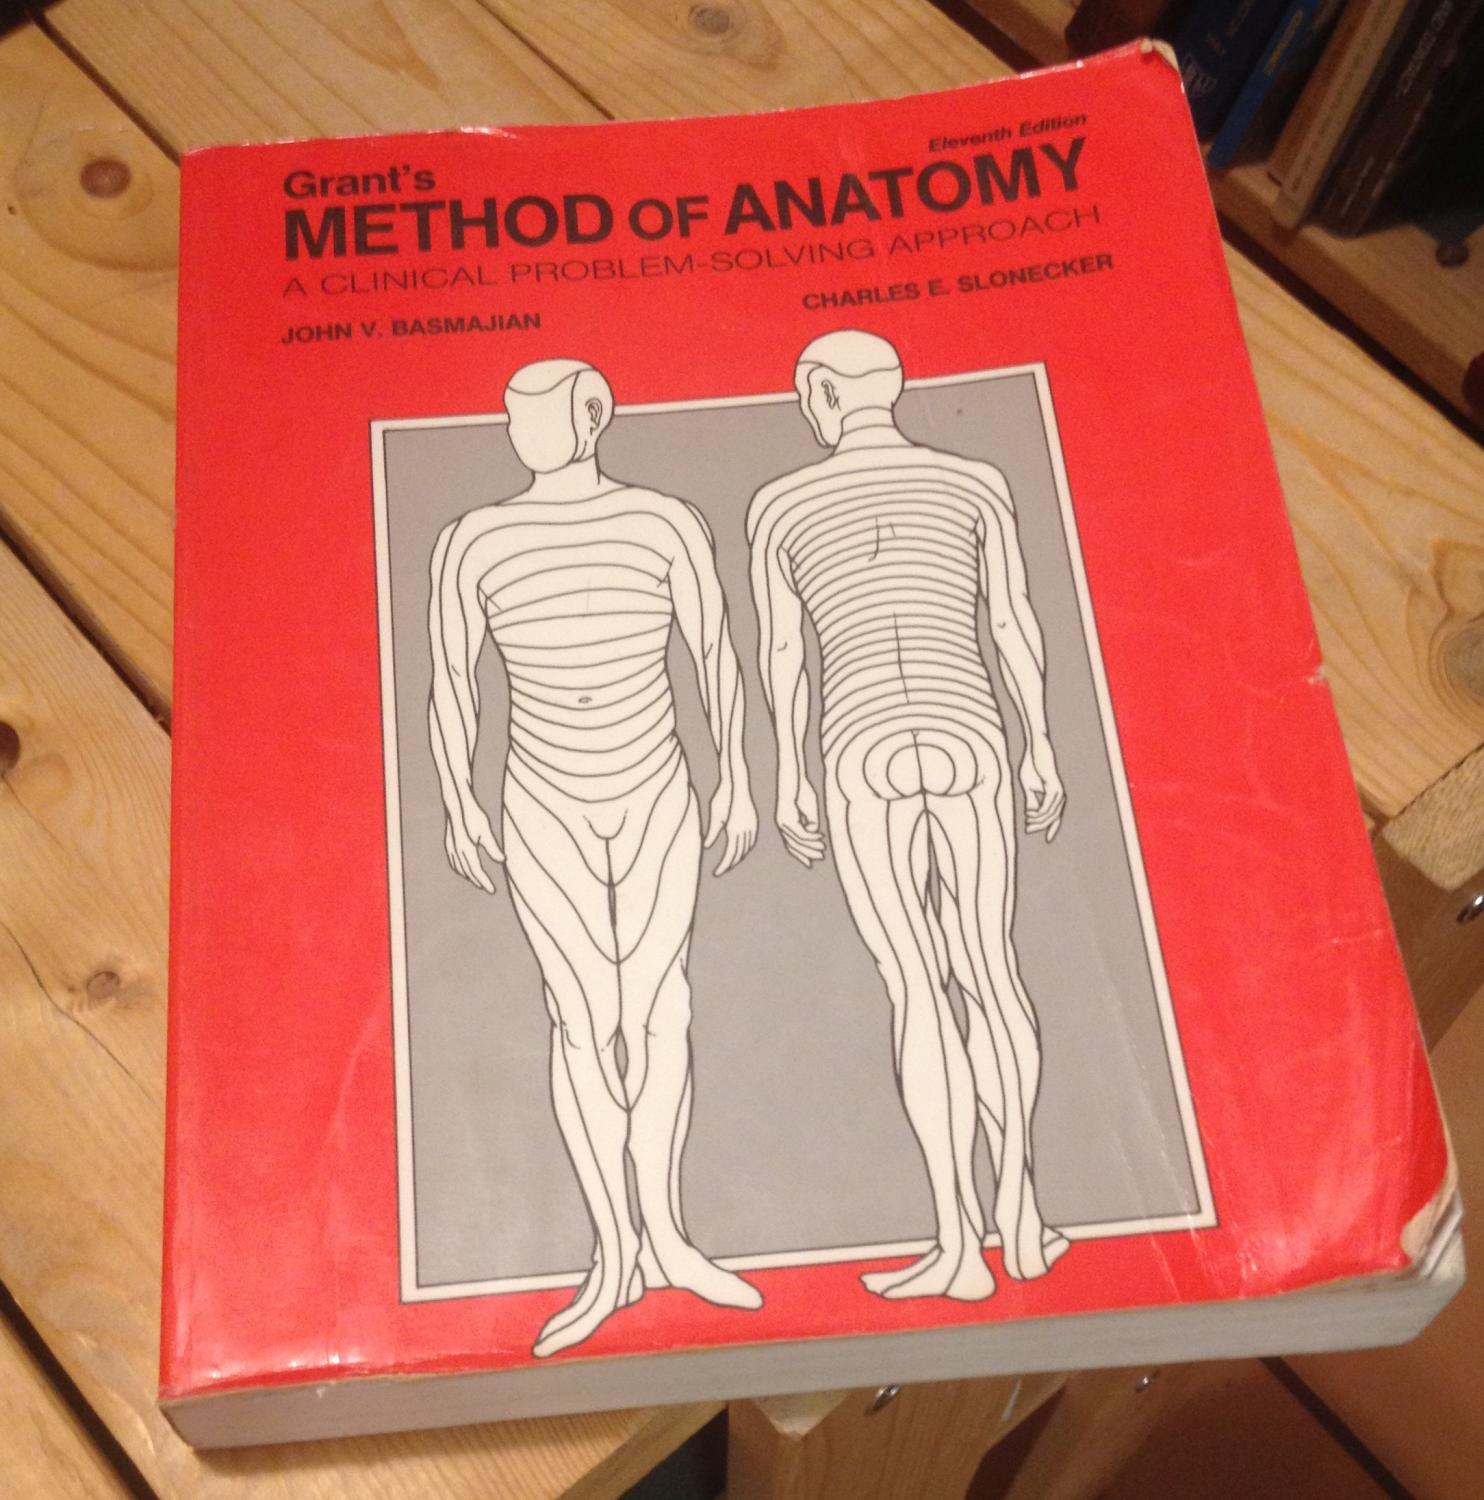 Eleventh Edition
Grant's
METHOD OF ANATOMY
A CLINICAL PROBLEM-SOLVING APPROACH
JOHN V. BASMAJIAN
CHARLES E. SLONECKER